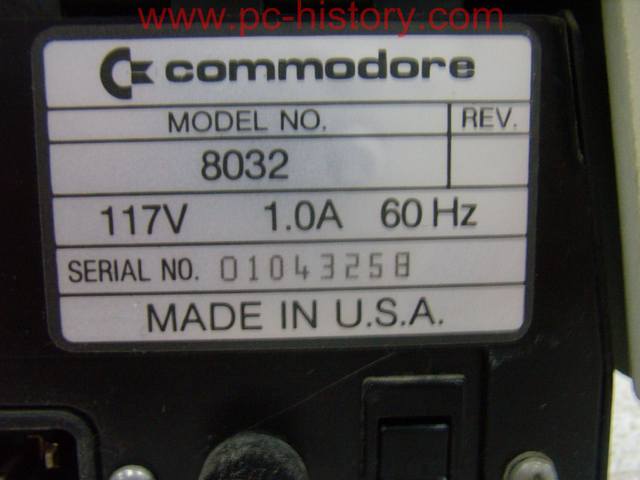 www.pc-history.com
commodore
MODEL NO. REV.
8032
117V 1.0A 60 Hz
SERIAL NO. 01043258
MADE IN U.S.A.